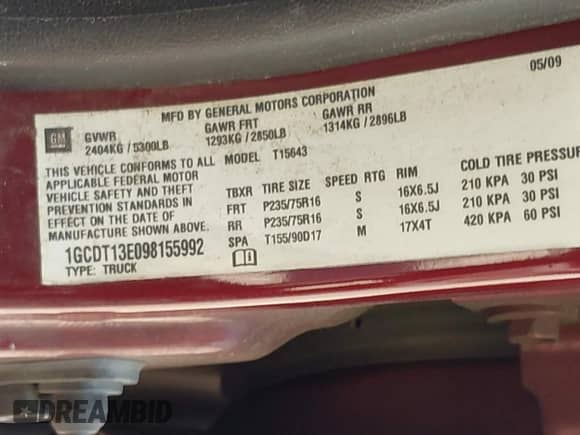 05/09
MFD BY GENERAL MOTORS CORPORATION
GM
GVWR GAWR FRT GAWR RR
2404KG / 5300LB 1293KG / 2850LB 1314KG / 2896LB
THIS VEHICLE CONFORMS TO ALL
APPLICABLE FEDERAL MOTOR
VEHICLE SAFETY AND THEFT
PREVENTION STANDARDS IN
EFFECT ON THE DATE OF
MANUFACTURE SHOWN ABOVE.
1GCDT13E098155992
TYPE: TRUCK
MODEL T15643
TBXR TIRE SIZE SPEED RTG RIM COLD TIRE PRESSUR
FRT P235/75R16 S 16X6.5J 210 KPA 30 PSI
RR P235/75R16 S 16X6.5J 210 KPA 30 PSI
SPA T155/90D17 M 17X4T 420 KPA 60 PSI
DREAMBID